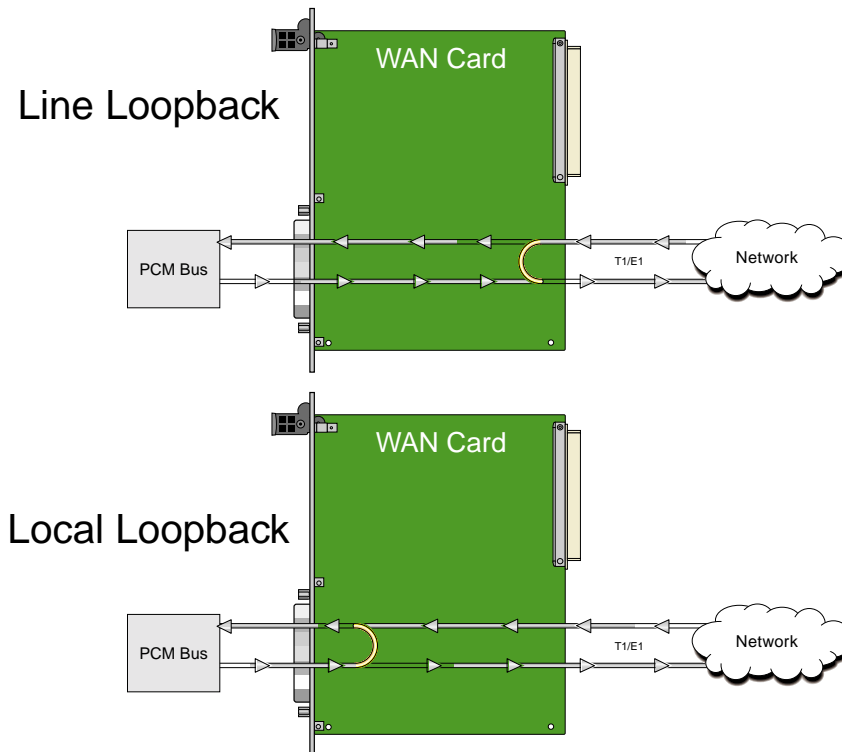 WAN Card
Line Loopback
PCM Bus
T1/E1
Network
WAN Card
Local Loopback
PCM Bus
T1/E1
Network